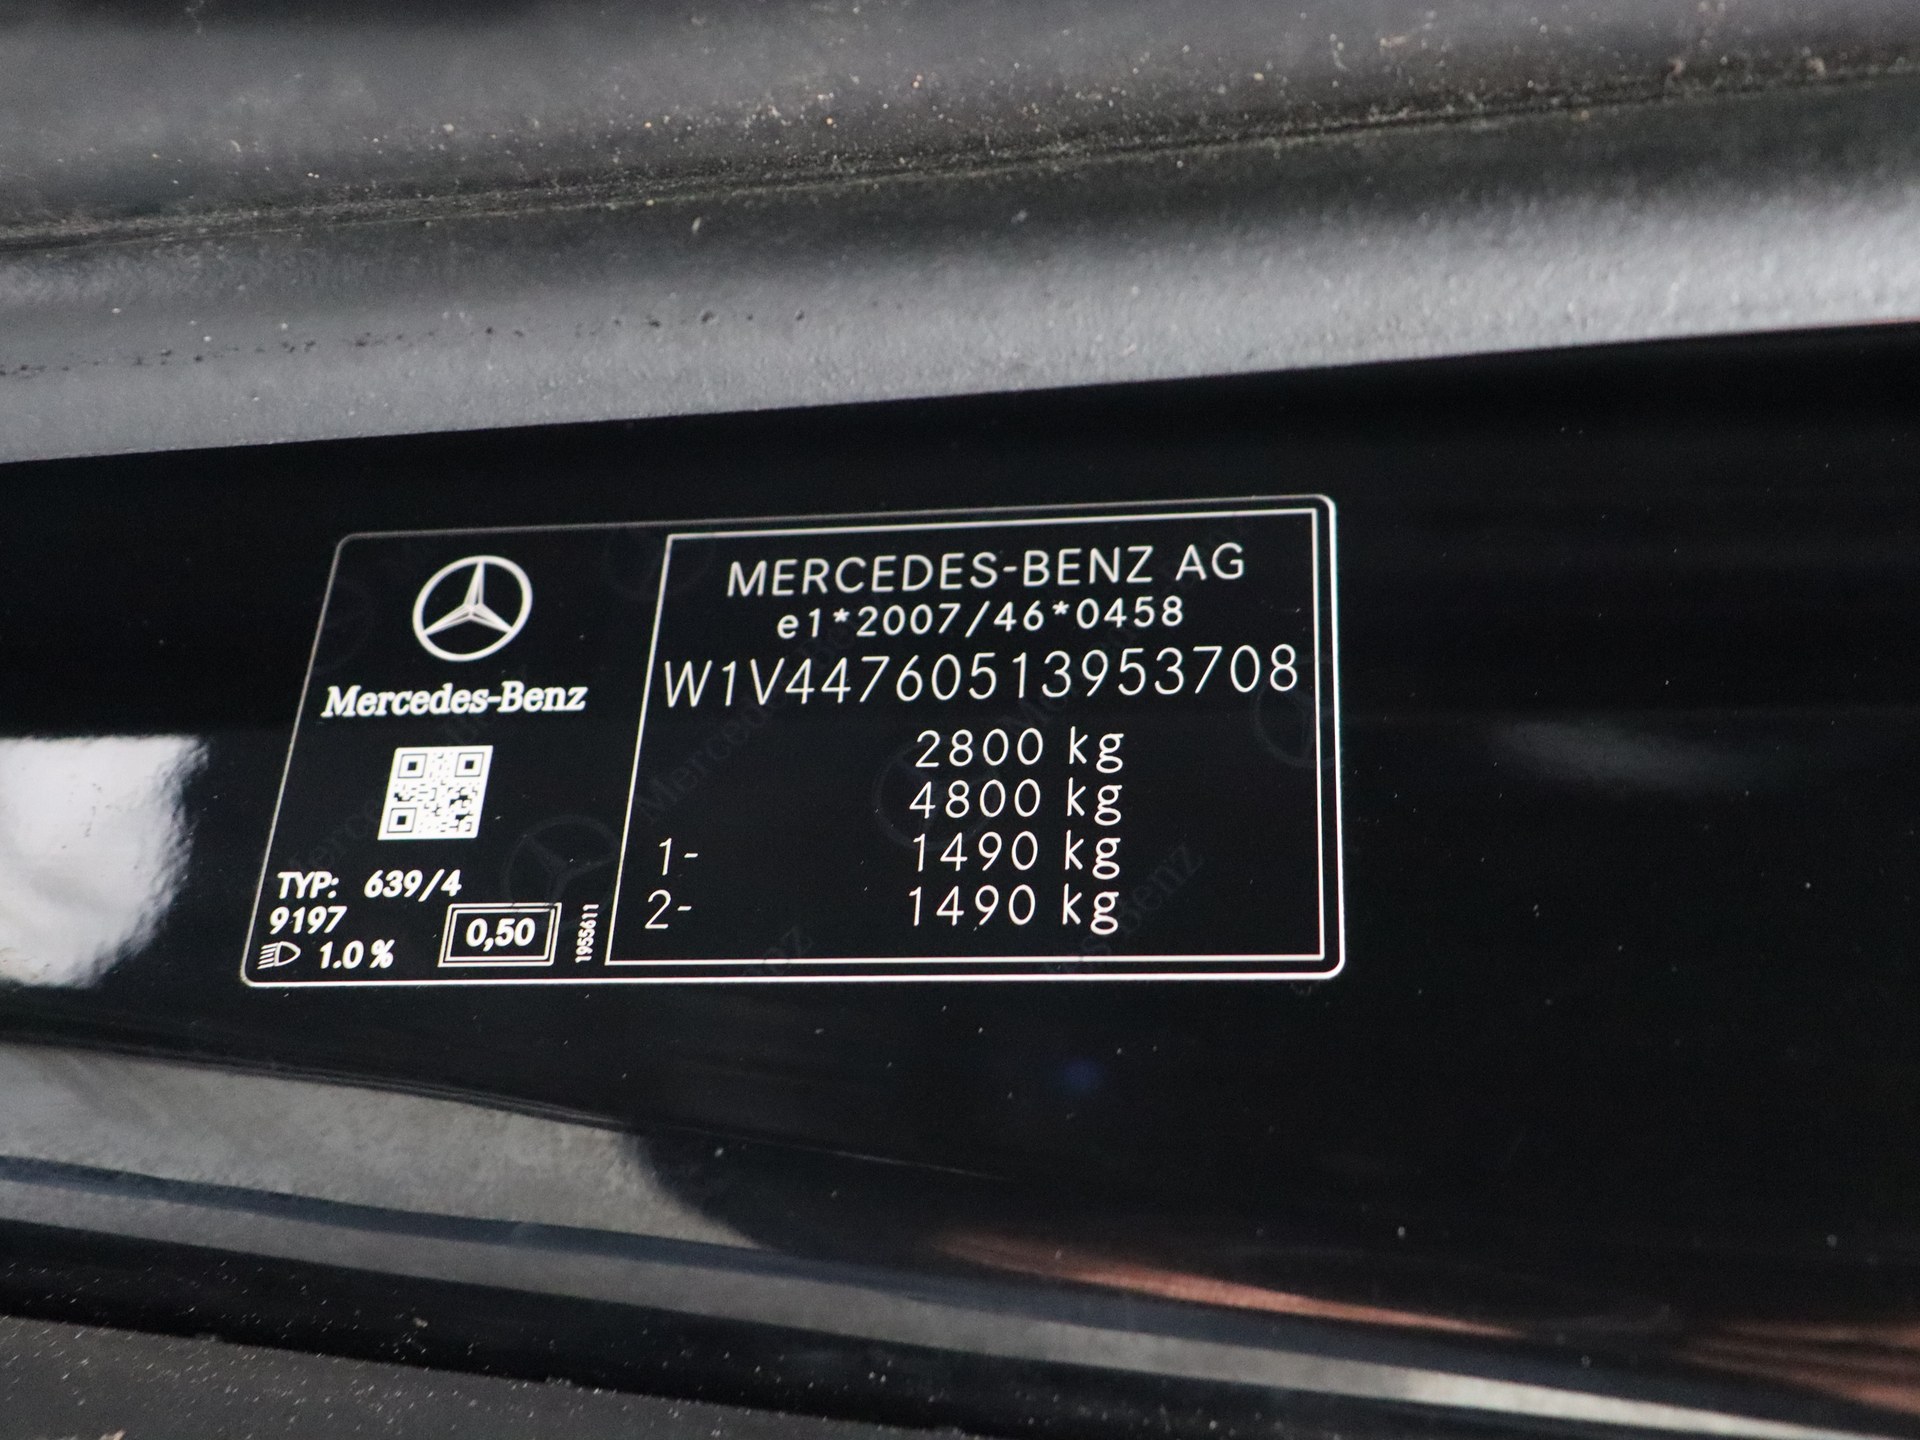 Mercedes-Benz
TYP: 639/4
9197
1.0 %
0,50
1955611
MERCEDES-BENZ AG
e1*2007/46*0458
W1V44760513953708
2800 kg
4800 kg
1- 1490 kg
2- 1490 kg